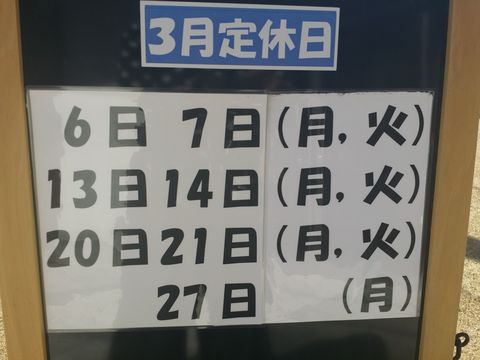 3月定休日
6日 7日(月,火)
13日14日(月,火)
20日21日(月,火)
27日 (月)